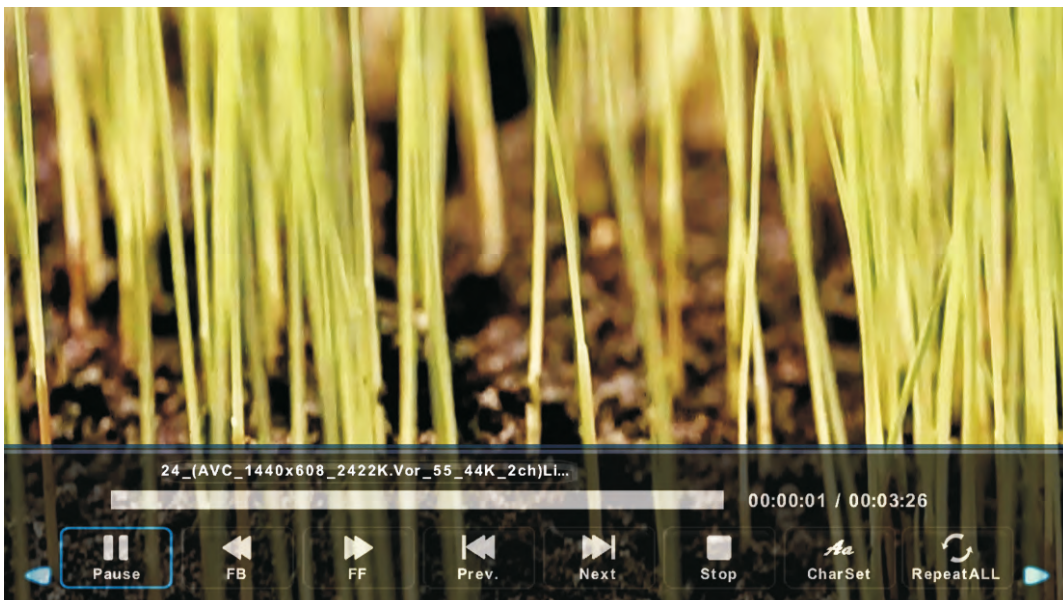 24_(AVC_1440x608_2422K.Vor_55_44K_2ch)Li...
00:00:01 / 00:03:26
Pause FB FF Prev. Next Stop CharSet RepeatALL
Aa